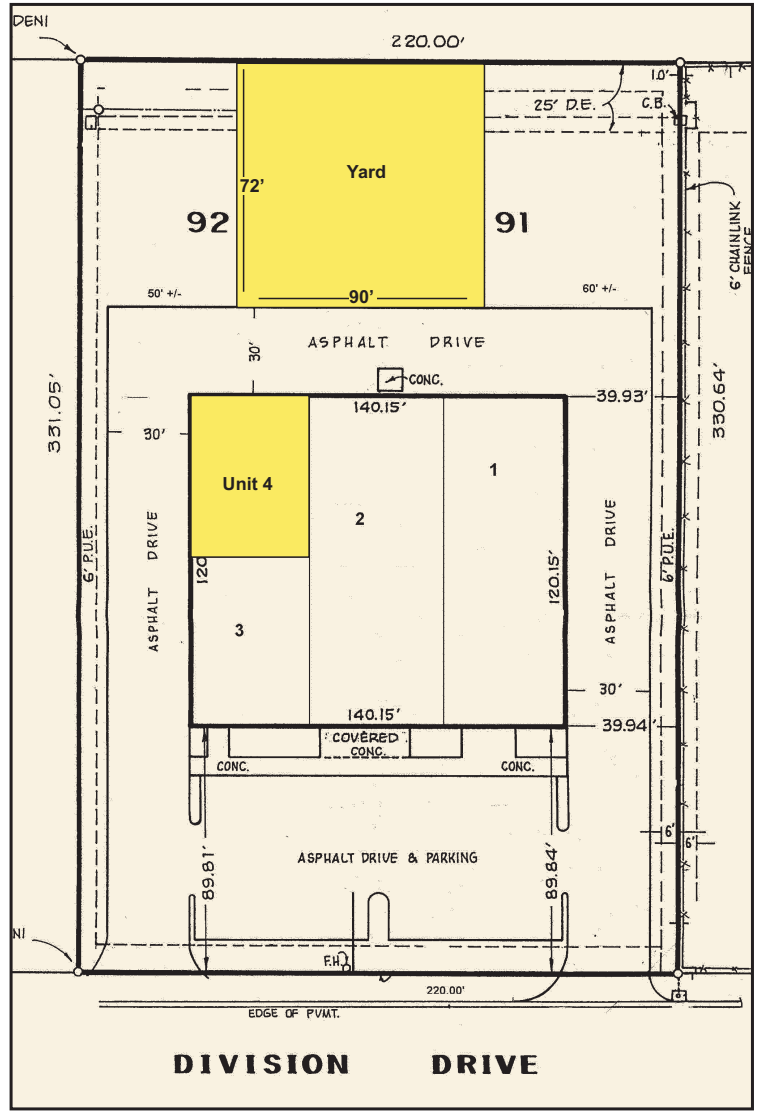 DENI
220.00'
1.0'
25' D.E.
C.B.
Yard
72'
92
91
6' CHAINLINK
FENCE
50' +/-
90'
60' +/-
30'
ASPHALT DRIVE
CONC.
331.05'
330.64'
140.15'
39.93'
30'
1
Unit 4
2
6' P.U.E.
ASPHALT DRIVE
120
120.15'
ASPHALT DRIVE
6' P.U.E.
3
30'
140.15'
39.94'
COVERED
CONC.
CONC.
CONC.
6'
6'
89.81'
ASPHALT DRIVE & PARKING
89.84'
NI
F.H.
220.00'
EDGE OF PVMT.
DIVISION DRIVE